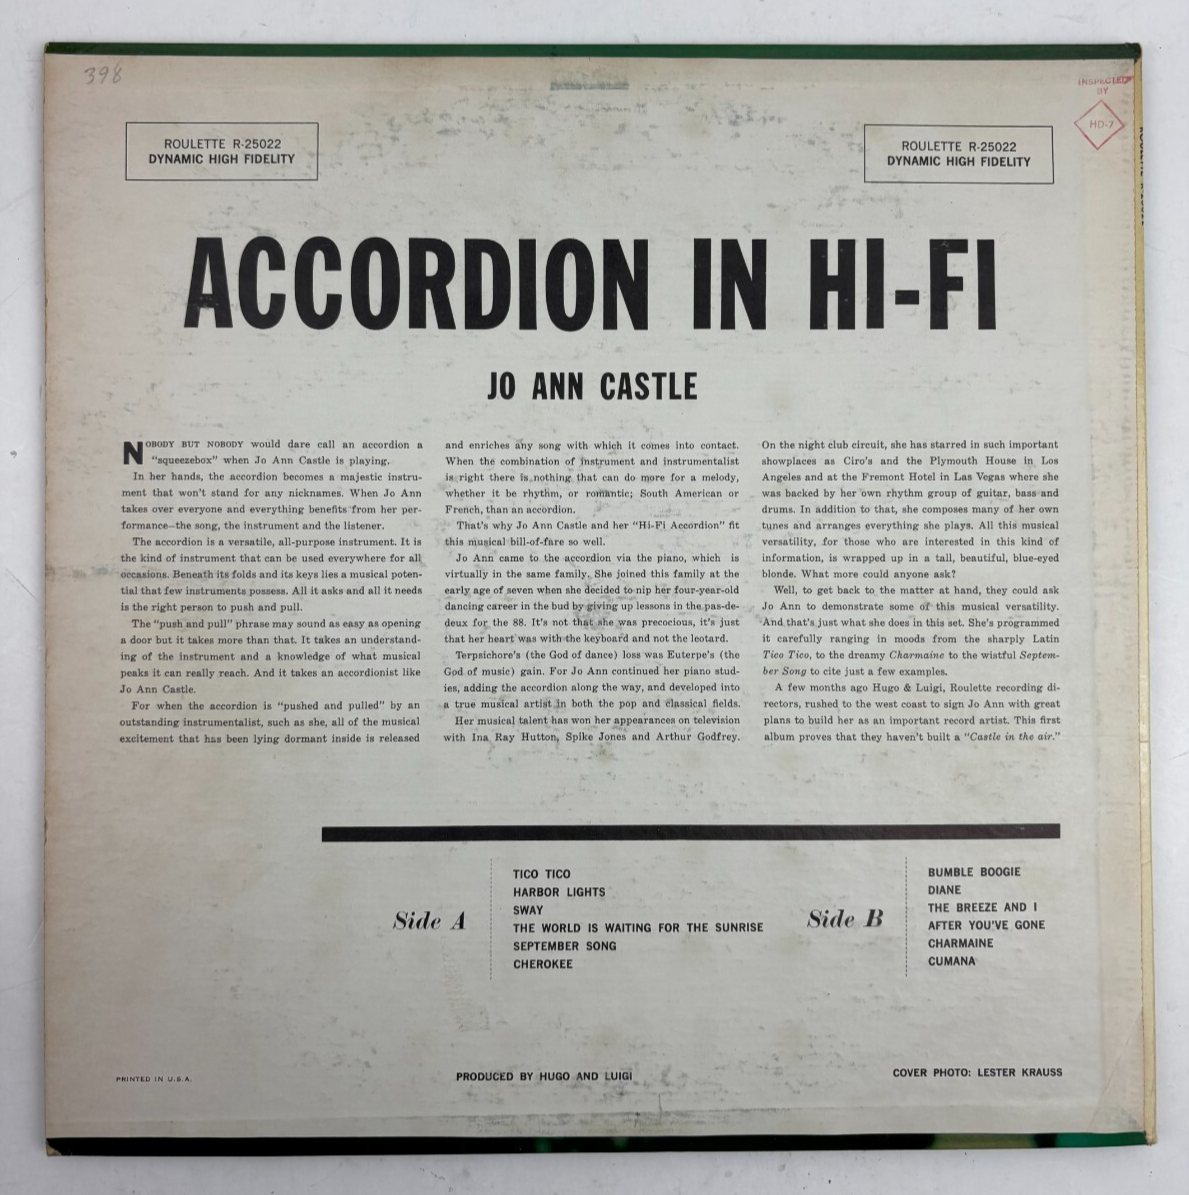 398
INSPECTED
BY
HD-7
ROULETTE R-25022
DYNAMIC HIGH FIDELITY
ROULETTE R-25022
DYNAMIC HIGH FIDELITY
ACCORDION IN HI-FI
JO ANN CASTLE
NOBODY BUT NOBODY would dare call an accordion a
"squeezebox" when Jo Ann Castle is playing.
In her hands, the accordion becomes a majestic instru-
ment that won't stand for any nicknames. When Jo Ann
takes over everyone and everything benefits from her per-
formance—the song, the instrument and the listener.
The accordion is a versatile, all-purpose instrument. It is
the kind of instrument that can be used everywhere for all
occasions. Beneath its folds and its keys lies a musical poten-
tial that few instruments possess. All it asks and all it needs
is the right person to push and pull.
The "push and pull" phrase may sound as easy as opening
a door but it takes more than that. It takes an understand-
ing of the instrument and a knowledge of what musical
peaks it can really reach. And it takes an accordionist like
Jo Ann Castle.
For when the accordion is "pushed and pulled" by an
outstanding instrumentalist, such as she, all of the musical
excitement that has been lying dormant inside is released
and enriches any song with which it comes into contact.
When the combination of instrument and instrumentalist
is right there is nothing that can do more for a melody,
whether it be rhythm, or romantic; South American or
French, than an accordion.
That's why Jo Ann Castle and her "Hi-Fi Accordion" fit
this musical bill-of-fare so well.
Jo Ann came to the accordion via the piano, which is
virtually in the same family. She joined this family at the
early age of seven when she decided to nip her four-year-old
dancing career in the bud by giving up lessons in the pas-de-
deux for the 88. It's not that she was precocious, it's just
that her heart was with the keyboard and not the leotard.
Terpsichore's (the God of dance) loss was Euterpe's (the
God of music) gain. For Jo Ann continued her piano stud-
ies, adding the accordion along the way, and developed into
a true musical artist in both the pop and classical fields.
Her musical talent has won her appearances on television
with Ina Ray Hutton, Spike Jones and Arthur Godfrey.
On the night club circuit, she has starred in such important
showplaces as Ciro's and the Plymouth House in Los
Angeles and at the Fremont Hotel in Las Vegas where she
was backed by her own rhythm group of guitar, bass and
drums. In addition to that, she composes many of her own
tunes and arranges everything she plays. All this musical
versatility, for those who are interested in this kind of
information, is wrapped up in a tall, beautiful, blue-eyed
blonde. What more could anyone ask?
Well, to get back to the matter at hand, they could ask
Jo Ann to demonstrate some of this musical versatility.
And that's just what she does in this set. She's programmed
it carefully ranging in moods from the sharply Latin
Tico Tico, to the dreamy Charmaine to the wistful Septem-
ber Song to cite just a few examples.
A few months ago Hugo & Luigi, Roulette recording di-
rectors, rushed to the west coast to sign Jo Ann with great
plans to build her as an important record artist. This first
album proves that they haven't built a "Castle in the air."
Side A
TICO TICO
HARBOR LIGHTS
SWAY
THE WORLD IS WAITING FOR THE SUNRISE
SEPTEMBER SONG
CHEROKEE
Side B
BUMBLE BOOGIE
DIANE
THE BREEZE AND I
AFTER YOU'VE GONE
CHARMAINE
CUMANA
PRINTED IN U.S.A.
PRODUCED BY HUGO AND LUIGI
COVER PHOTO: LESTER KRAUSS